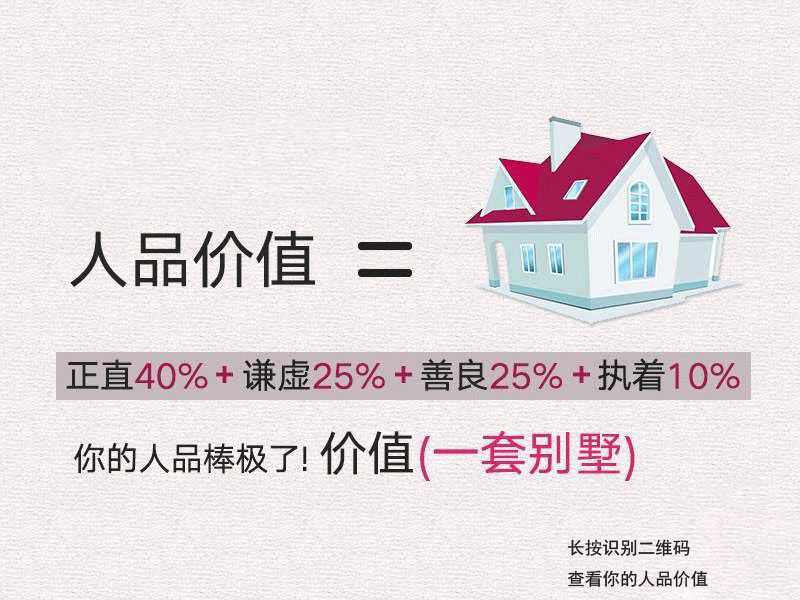 人品价值 =
正直40% + 谦虚25% + 善良25% + 执着10%
你的人品棒极了! 价值(一套别墅)
长按识别二维码
查看你的人品价值